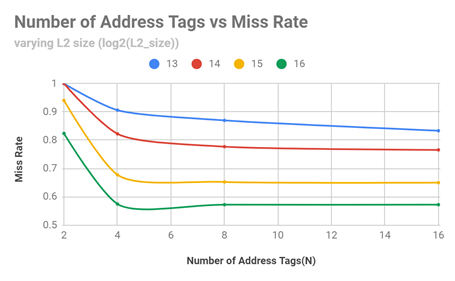 Number of Address Tags vs Miss Rate
varying L2 size (log2(L2_size))
13 14 15 16
1
0.9
0.8
0.7
0.6
0.5
Miss Rate
2 4 6 8 10 12 14 16
Number of Address Tags(N)